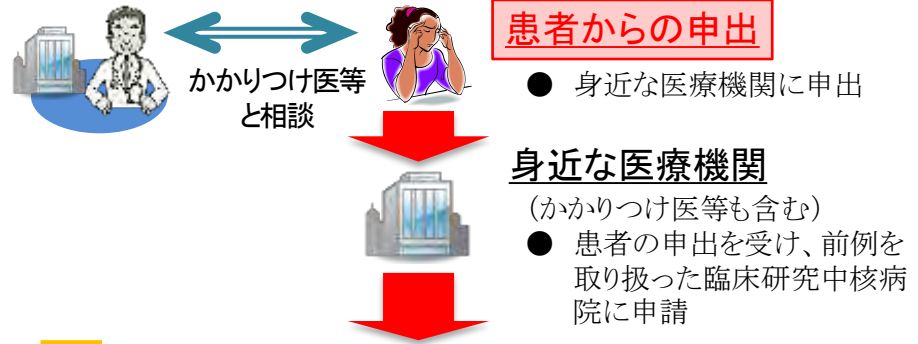 患者からの申出
かかりつけ医等
と相談
● 身近な医療機関に申出
身近な医療機関
(かかりつけ医等も含む)
● 患者の申出を受け、前例を
取り扱った臨床研究中核病
院に申請